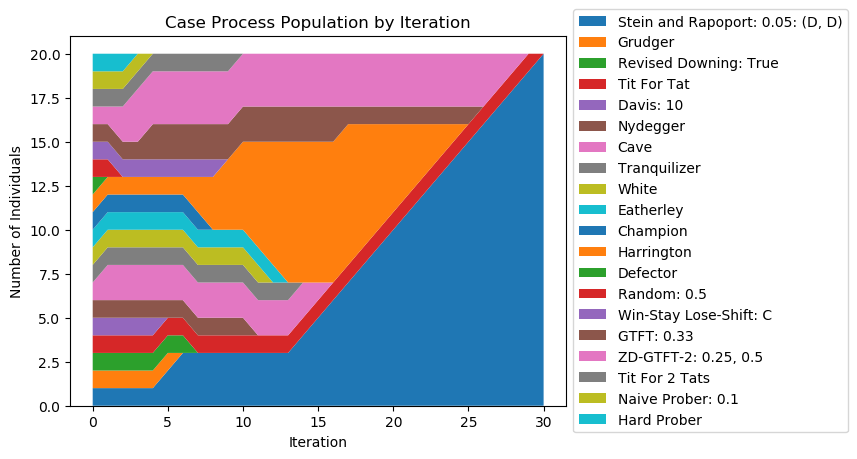 Case Process Population by Iteration
20.0
17.5
15.0
12.5
10.0
7.5
5.0
2.5
0.0
Number of Individuals
0 5 10 15 20 25 30
Iteration
Stein and Rapoport: 0.05: (D, D)
Grudger
Revised Downing: True
Tit For Tat
Davis: 10
Nydegger
Cave
Tranquilizer
White
Eatherley
Champion
Harrington
Defector
Random: 0.5
Win-Stay Lose-Shift: C
GTFT: 0.33
ZD-GTFT-2: 0.25, 0.5
Tit For 2 Tats
Naive Prober: 0.1
Hard Prober